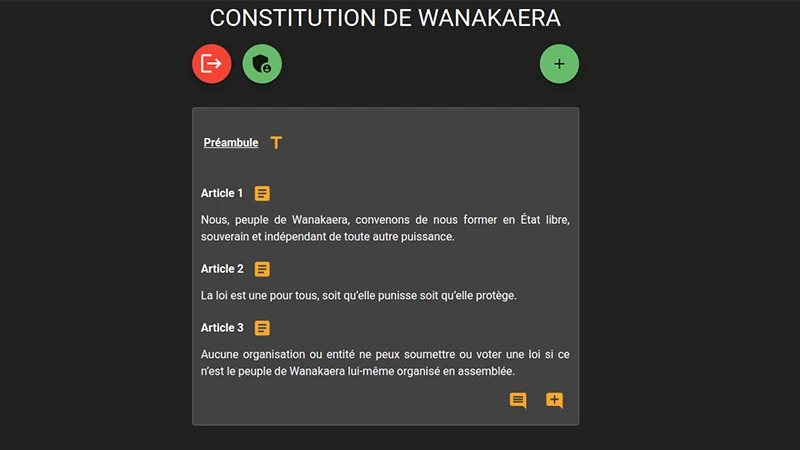 CONSTITUTION DE WANAKAERA
Préambule
Article 1
Nous, peuple de Wanakaera, convenons de nous former en État libre,
souverain et indépendant de toute autre puissance.
Article 2
La loi est une pour tous, soit qu'elle punisse soit qu'elle protège.
Article 3
Aucune organisation ou entité ne peux soumettre ou voter une loi si ce
n'est le peuple de Wanakaera lui-même organisé en assemblée.